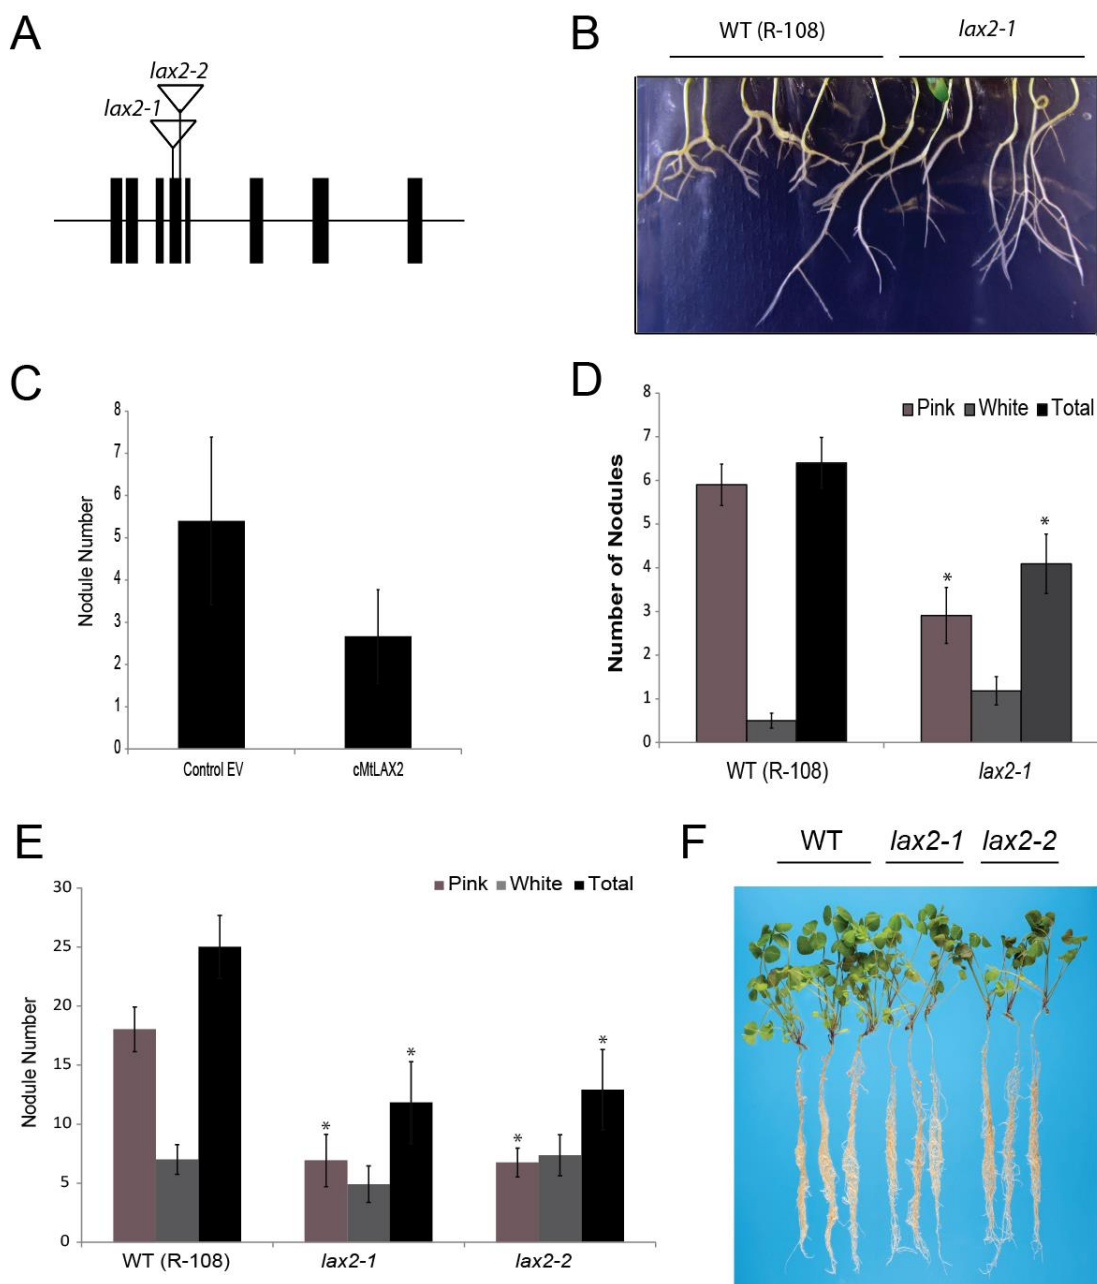 A
lax2-2
lax2-1
B
WT (R-108) lax2-1
C
8
7
6
5
4
3
2
1
0
Nodule Number
Control EV cMtLAX2
D
8
7
6
5
4
3
2
1
0
Number of Nodules
Pink White Total
*
*
WT (R-108) lax2-1
E
30
25
20
15
10
5
0
Nodule Number
Pink White Total
*
*
*
*
WT (R-108) lax2-1 lax2-2
F
WT lax2-1 lax2-2